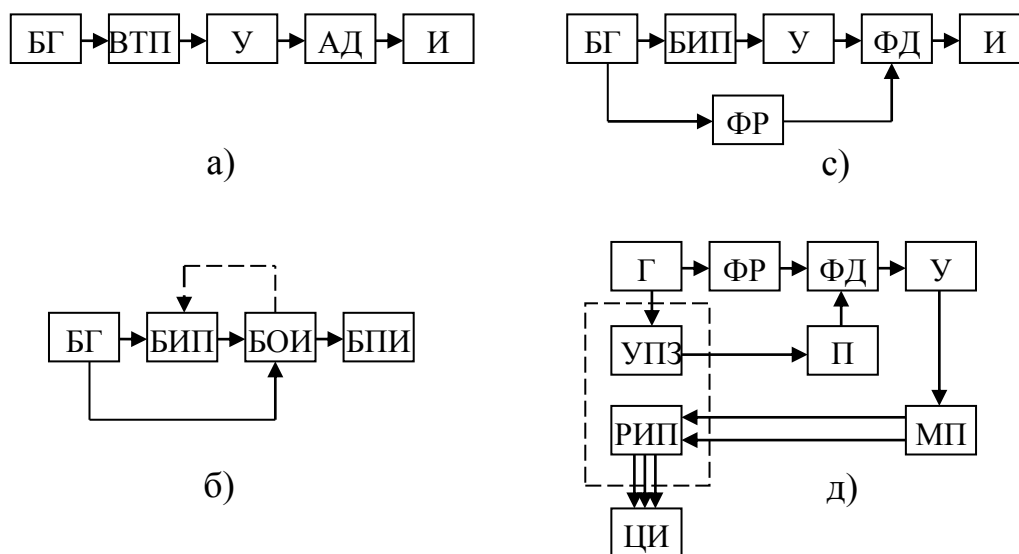 БГ ВТП У АД И
а)
БГ БИП У ФД И
ФР
с)
БГ БИП БОИ БПИ
б)
Г ФР ФД У
УПЗ П
РИП МП
ЦИ
д)